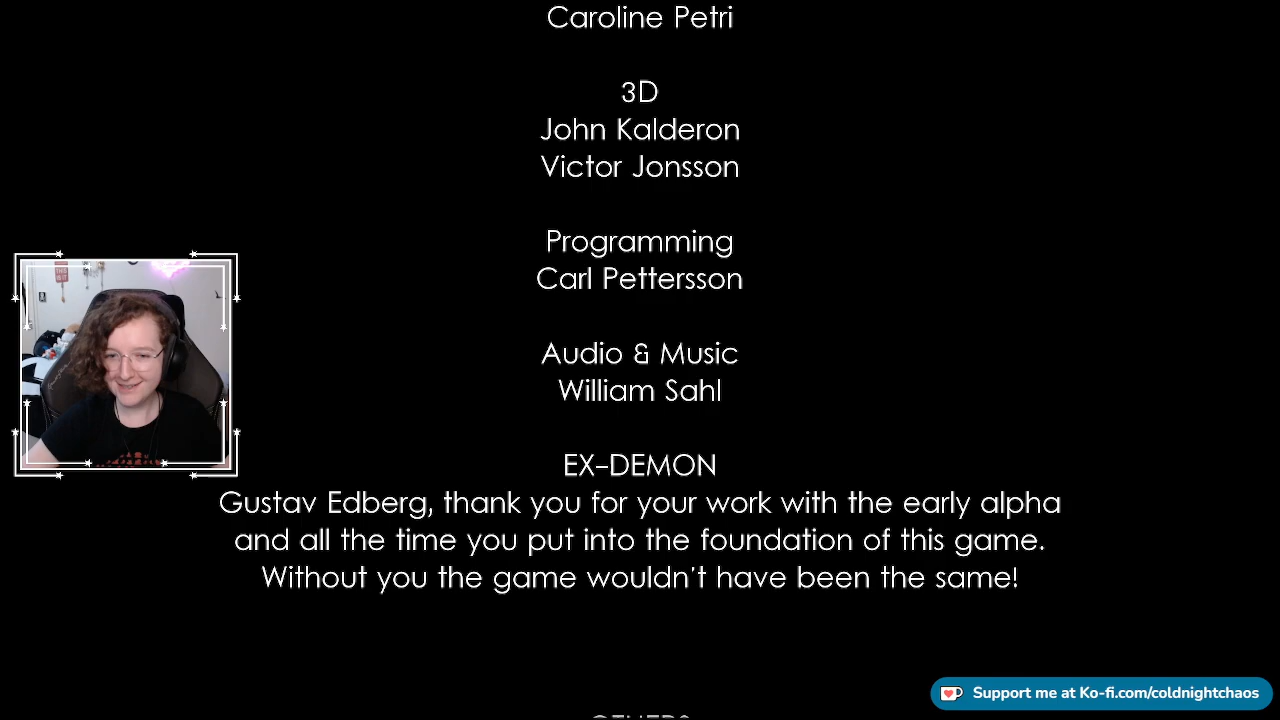 Caroline Petri
3D
John Kalderon
Victor Jonsson
Programming
Carl Pettersson
Audio & Music
William Sahl
EX-DEMON
Gustav Edberg, thank you for your work with the early alpha
and all the time you put into the foundation of this game.
Without you the game wouldn't have been the same!
Support me at Ko-fi.com/coldnightchaos